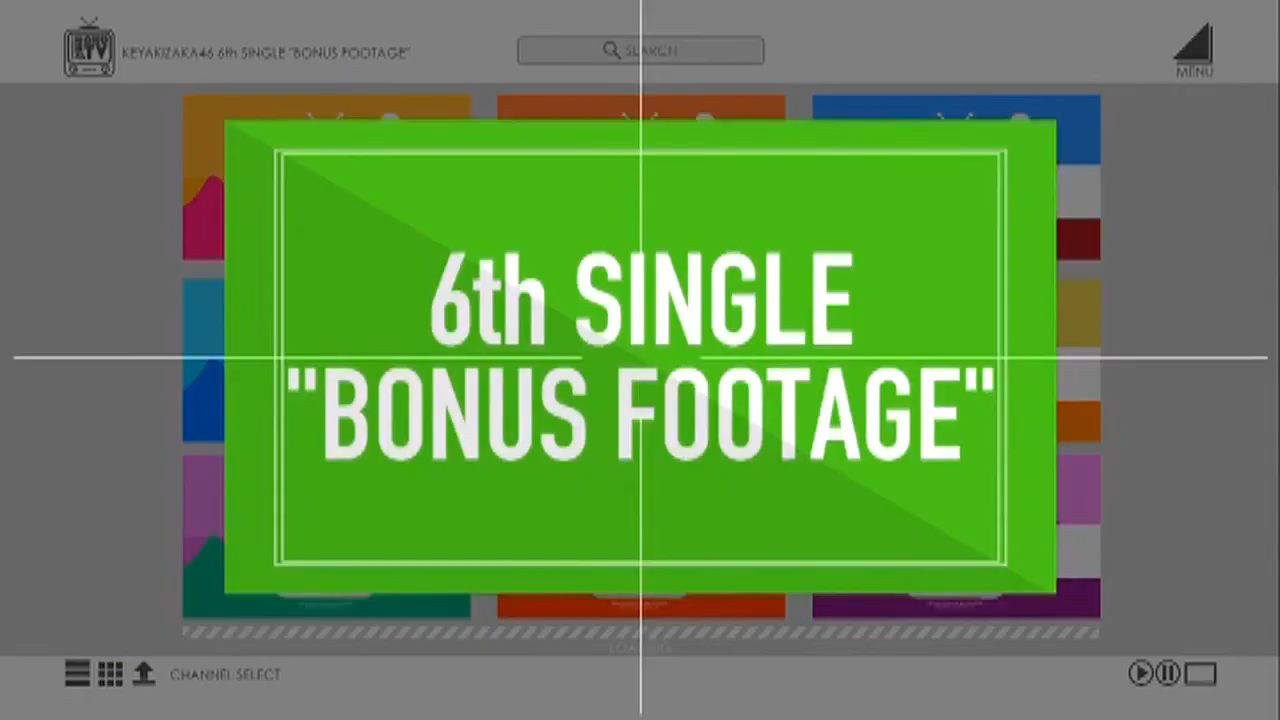 KEYAKIZAKA46 6th SINGLE "BONUS FOOTAGE"
SEARCH
MENU
6th SINGLE
"BONUS FOOTAGE"
CHANNEL SELECT